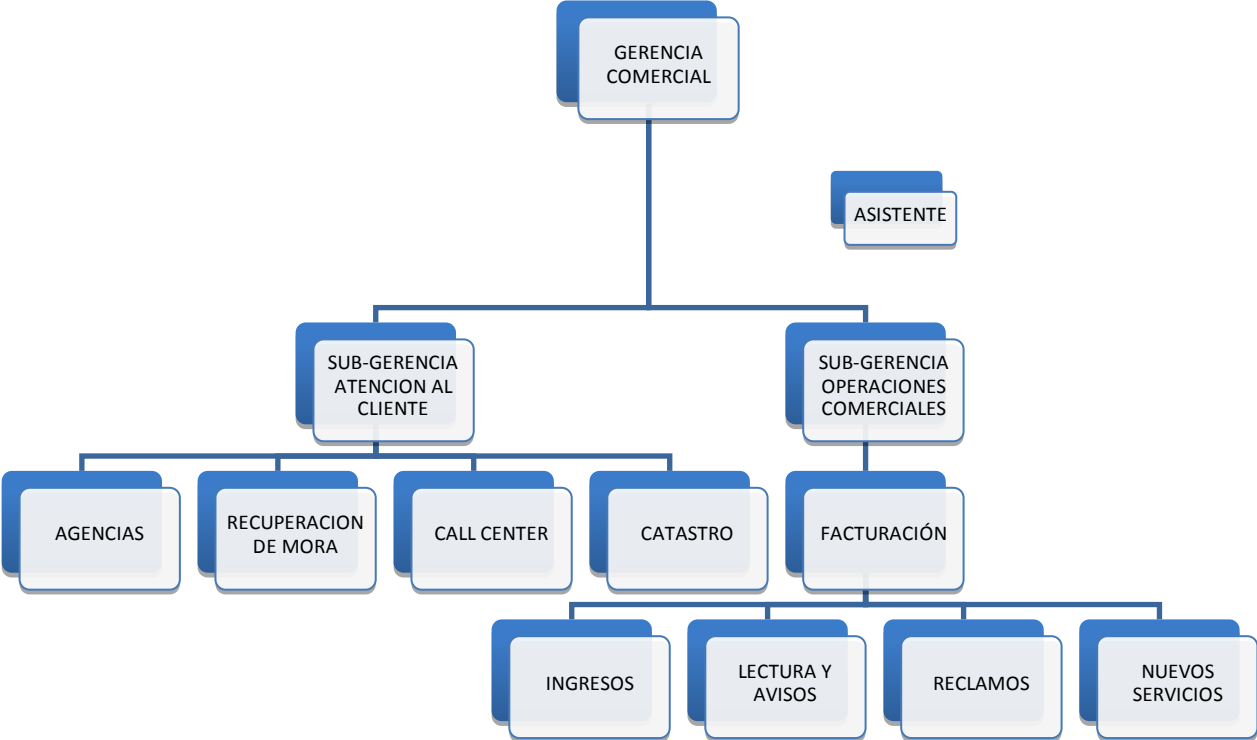 GERENCIA
COMERCIAL
ASISTENTE
SUB-GERENCIA
ATENCION AL
CLIENTE
SUB-GERENCIA
OPERACIONES
COMERCIALES
AGENCIAS
RECUPERACION
DE MORA
CALL CENTER
CATASTRO
FACTURACIÓN
INGRESOS
LECTURA Y
AVISOS
RECLAMOS
NUEVOS
SERVICIOS